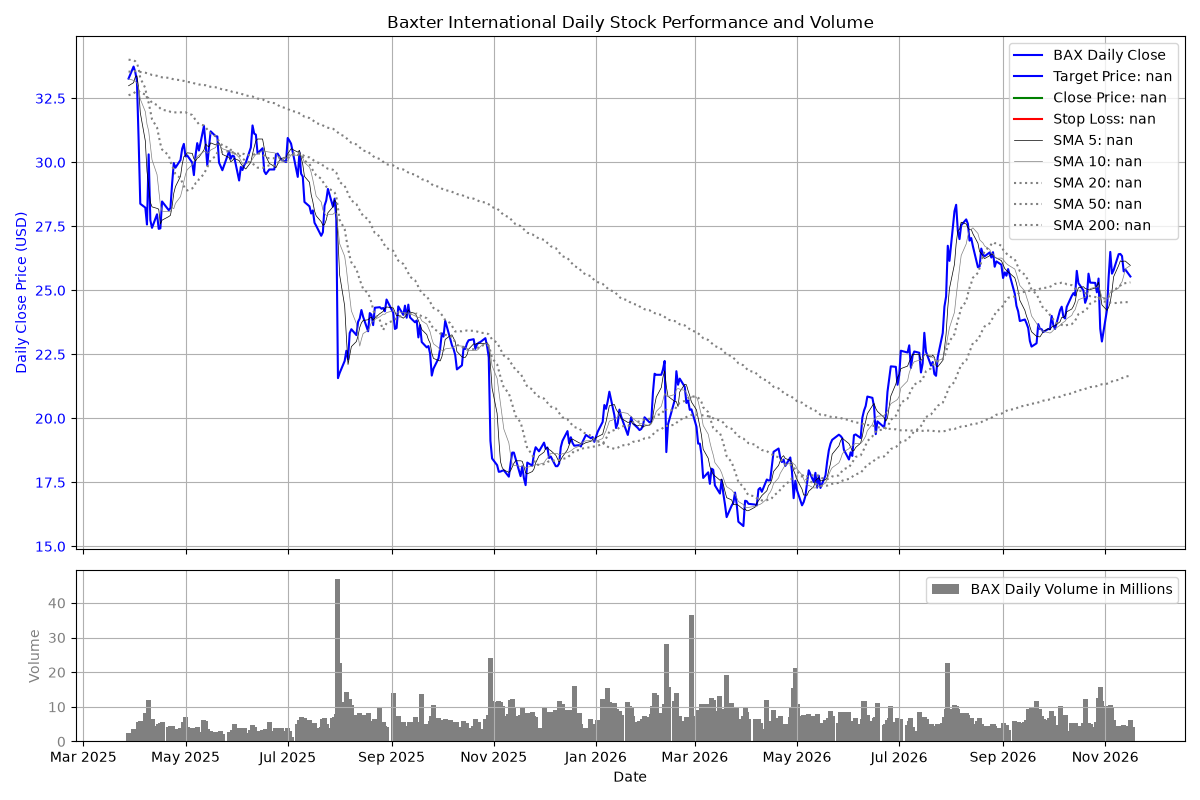 Baxter International Daily Stock Performance and Volume
Daily Close Price (USD)
32.5
30.0
27.5
25.0
22.5
20.0
17.5
15.0
BAX Daily Close
Target Price: nan
Close Price: nan
Stop Loss: nan
SMA 5: nan
SMA 10: nan
SMA 20: nan
SMA 50: nan
SMA 200: nan
Volume
40
30
20
10
0
BAX Daily Volume in Millions
Mar 2025
May 2025
Jul 2025
Sep 2025
Nov 2025
Jan 2026
Mar 2026
May 2026
Jul 2026
Sep 2026
Nov 2026
Date